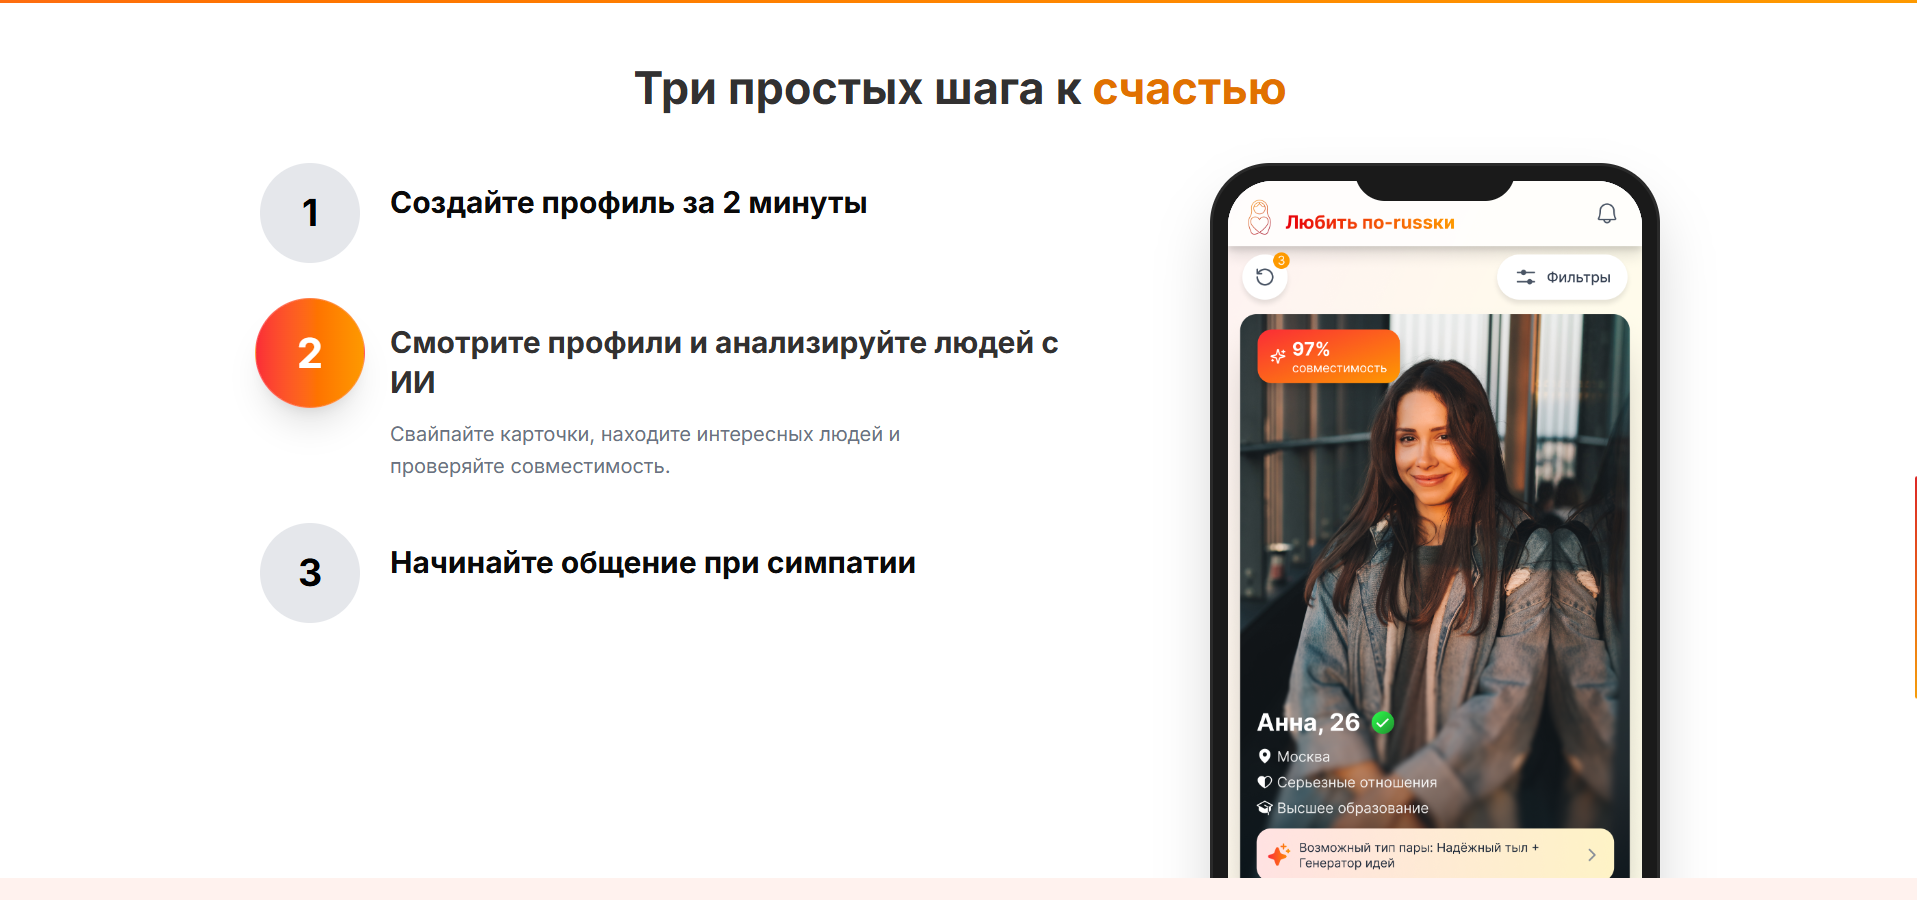 Три простых шага к счастью
1
Создайте профиль за 2 минуты
2
Смотрите профили и анализируйте людей с
ИИ
Свайпайте карточки, находите интересных людей и
проверяйте совместимость.
3
Начинайте общение при симпатии
Любить по-russки
3
Фильтры
97%
совместимость
Анна, 26
Москва
Серьезные отношения
Высшее образование
Возможный тип пары: Надёжный тыл +
Генератор идей